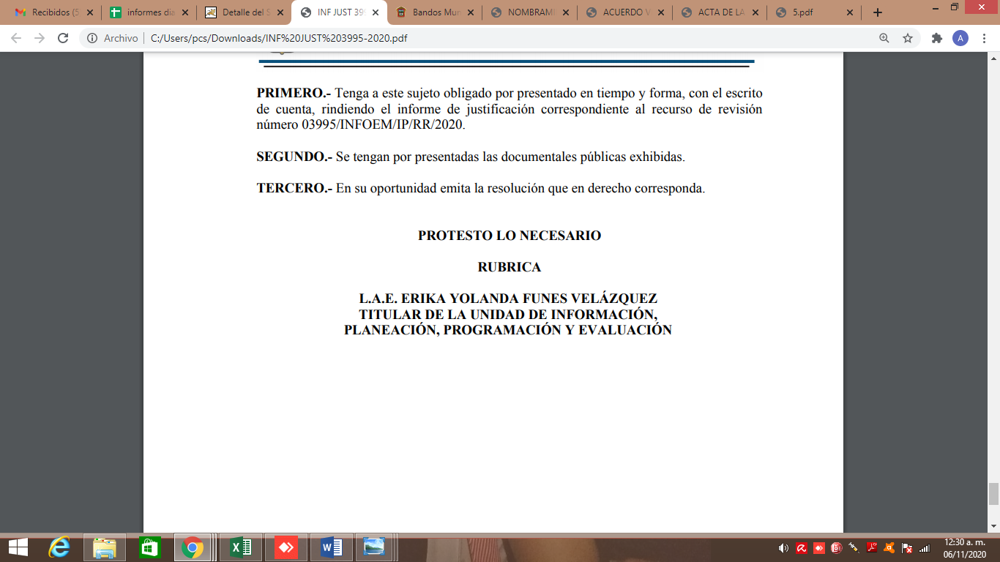 Recibidos (5
informes dia
Detalle del S
INF JUST 399
Bandos Mun
NOMBRAMI
ACUERDO V
ACTA DE LA
5.pdf
Archivo
C:/Users/pcs/Downloads/INF%20JUST%203995-2020.pdf
A
PRIMERO.- Tenga a este sujeto obligado por presentado en tiempo y forma, con el escrito
de cuenta, rindiendo el informe de justificación correspondiente al recurso de revisión
número 03995/INFOEM/IP/RR/2020.
SEGUNDO.- Se tengan por presentadas las documentales públicas exhibidas.
TERCERO.- En su oportunidad emita la resolución que en derecho corresponda.
PROTESTO LO NECESARIO
RUBRICA
L.A.E. ERIKA YOLANDA FUNES VELÁZQUEZ
TITULAR DE LA UNIDAD DE INFORMACIÓN,
PLANEACIÓN, PROGRAMACIÓN Y EVALUACIÓN
12:30 a. m.
06/11/2020